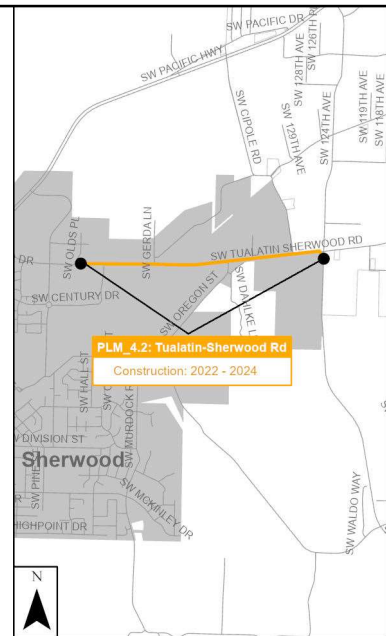 SW PACIFIC DR
SW PACIFIC HWY
SW 126TH PL
SW 128TH AVE
SW 129TH AVE
SW 124TH AVE
SW 119TH AVE
SW 118TH AVE
SW CIPOLE RD
SW OLDS PL
SW GERDA LN
SW TUALATIN SHERWOOD RD
DR
SW CENTURY DR
SW OREGON ST
SW DAHLKE L
PLM_4.2: Tualatin-Sherwood Rd
Construction: 2022 - 2024
SW HALL ST
SW MURDOCK R
DIVISION ST
Sherwood
SW PINE
SW MCKINLEY DR
HIGHPOINT DR
SW WALDO WAY
N